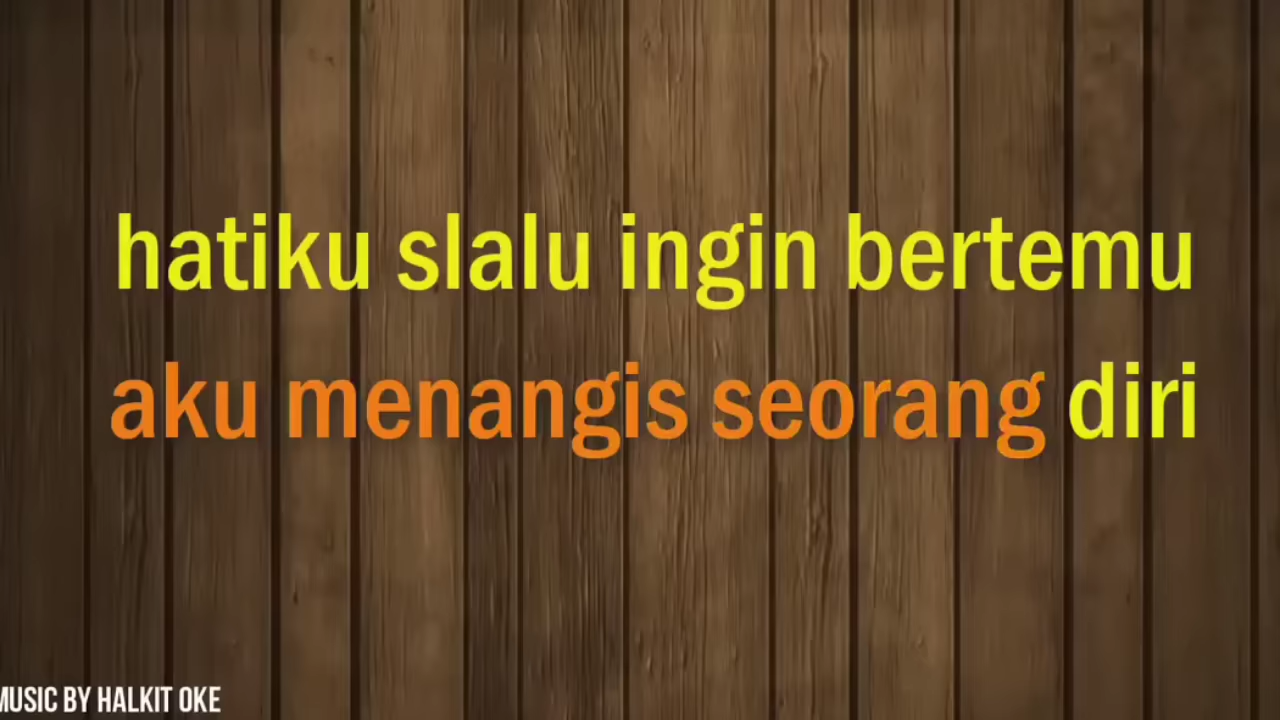 hatiku slalu ingin bertemu
aku menangis seorang diri
MUSIC BY HALKIT OKE